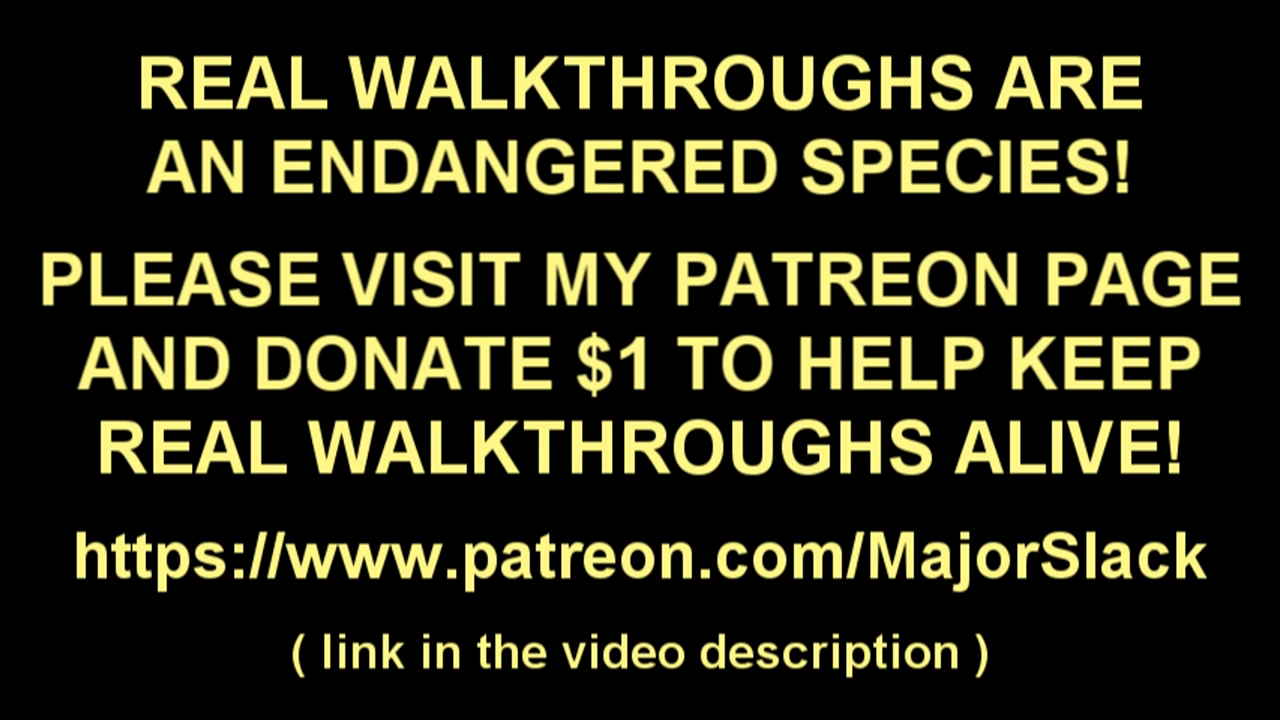 REAL WALKTHROUGHS ARE
AN ENDANGERED SPECIES!
PLEASE VISIT MY PATREON PAGE
AND DONATE $1 TO HELP KEEP
REAL WALKTHROUGHS ALIVE!
https://www.patreon.com/MajorSlack
( link in the video description )